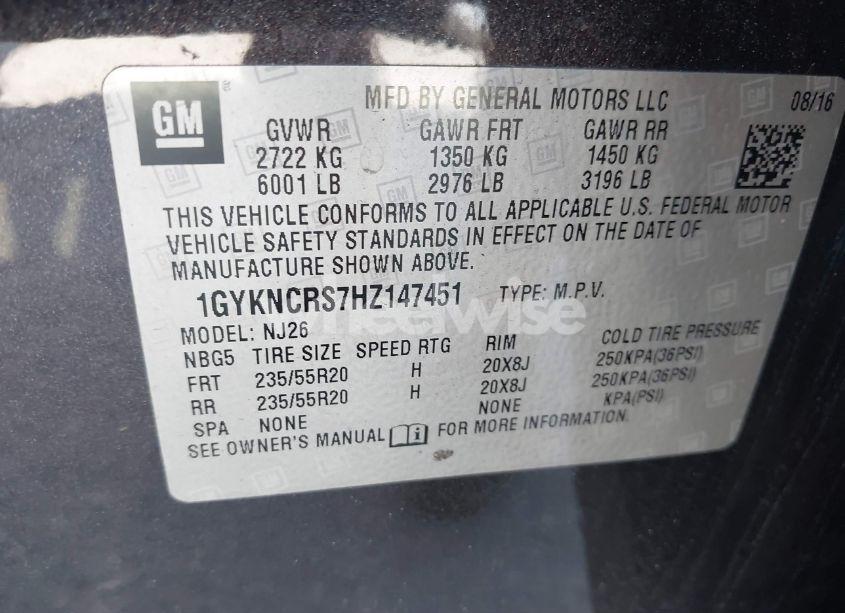 GM
MFD BY GENERAL MOTORS LLC 08/16
GVWR GAWR FRT GAWR RR
2722 KG 1350 KG 1450 KG
6001 LB 2976 LB 3196 LB
THIS VEHICLE CONFORMS TO ALL APPLICABLE U.S. FEDERAL MOTOR
VEHICLE SAFETY STANDARDS IN EFFECT ON THE DATE OF
MANUFACTURE SHOWN ABOVE.
1GYKNCRS7HZ147451 TYPE: M.P.V.
wheelwise
MODEL: NJ26
NBG5 TIRE SIZE SPEED RTG RIM COLD TIRE PRESSURE
FRT 235/55R20 H 20X8J 250KPA(36PSI)
RR 235/55R20 H 20X8J 250KPA(36PSI)
SPA NONE NONE KPA(PSI)
SEE OWNER'S MANUAL i FOR MORE INFORMATION.